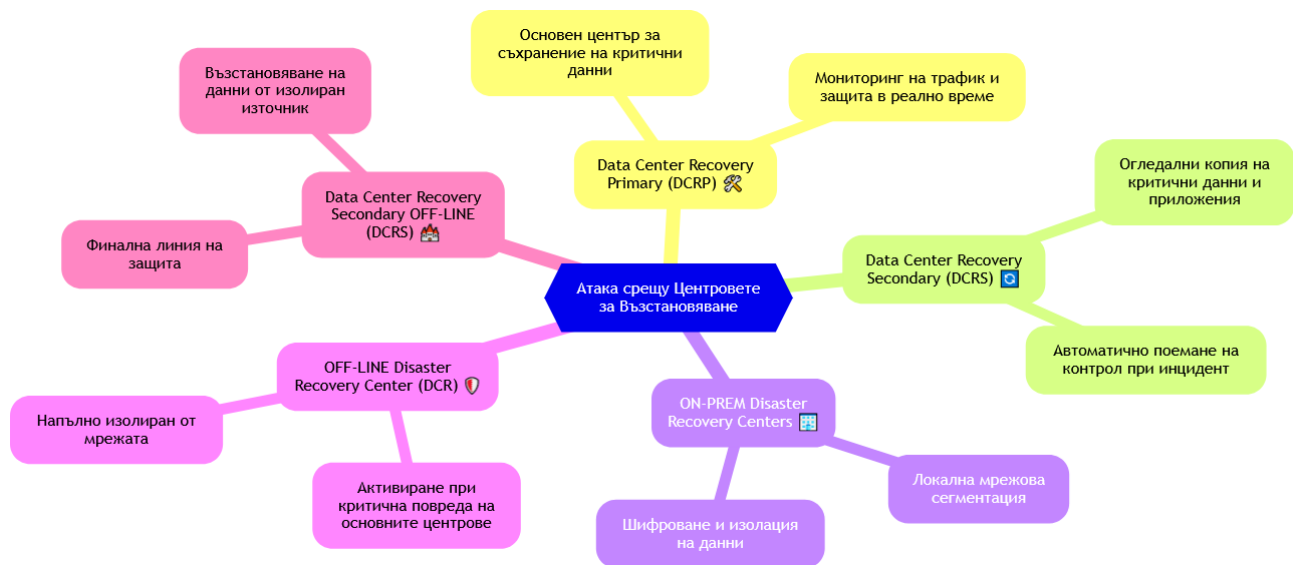 Основен център за
съхранение на критични
данни
Мониторинг на трафик и
защита в реално време
Възстановяване на
данни от изолиран
източник
Data Center Recovery
Primary (DCRP) 🛠
Огледални копия на
критични данни и
приложения
Data Center Recovery
Secondary OFF-LINE
(DCRS) 🏰
Финална линия на
защита
Data Center Recovery
Secondary (DCRS) 🔄
Атака срещу Центровете
за Възстановяване
Автоматично поемане на
контрол при инцидент
OFF-LINE Disaster
Recovery Center (DCR) 🛡
ON-PREM Disaster
Recovery Centers 🏢
Напълно изолиран от
мрежата
Активиране при
критична повреда на
основните центрове
Локална мрежова
сегментация
Шифроване и изолация
на данни